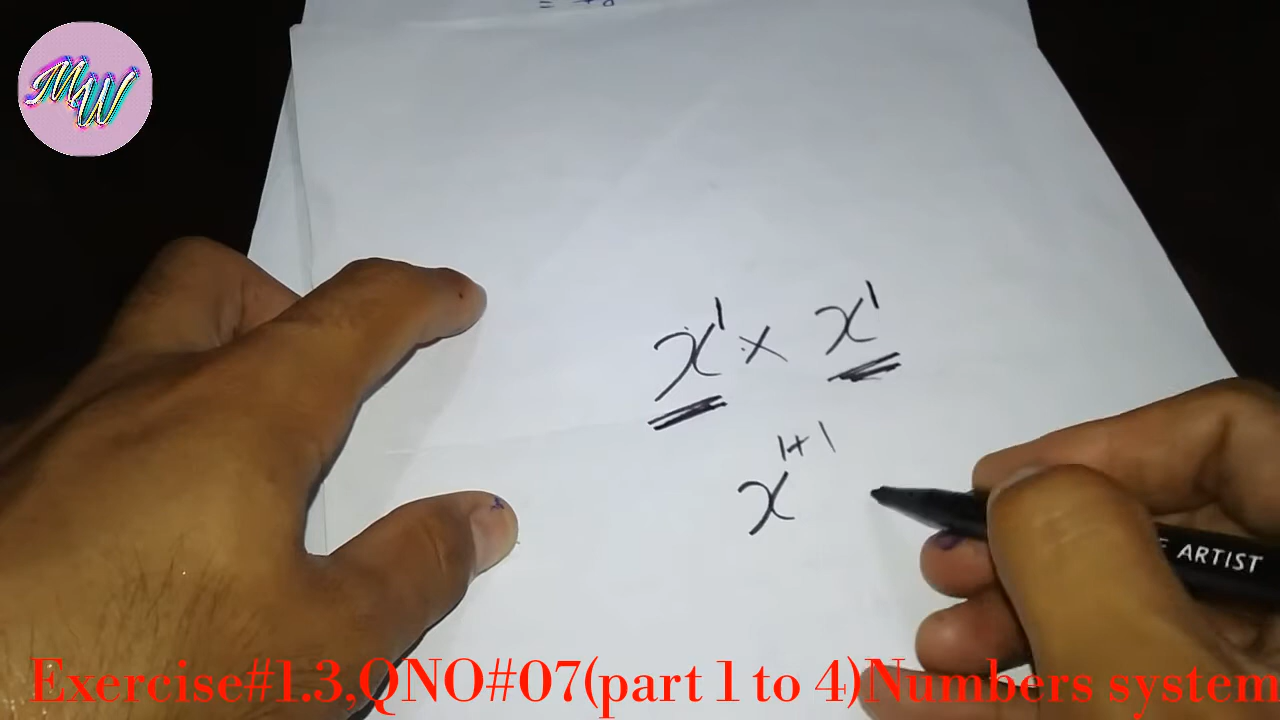 MW
x¹ × x¹
x¹⁺¹
ARTIST
Exercise#1.3,QNO#07(part 1 to 4)Numbers system